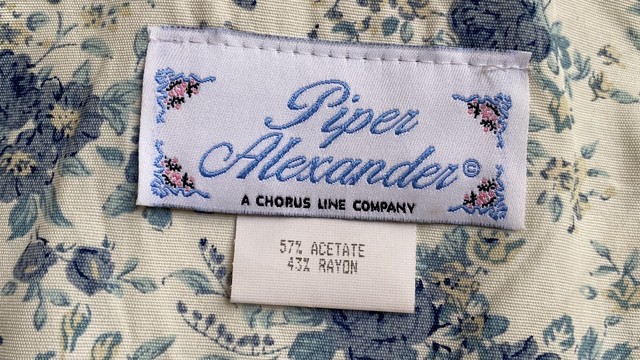 Piper
Alexander©
A CHORUS LINE COMPANY
57% ACETATE
43% RAYON